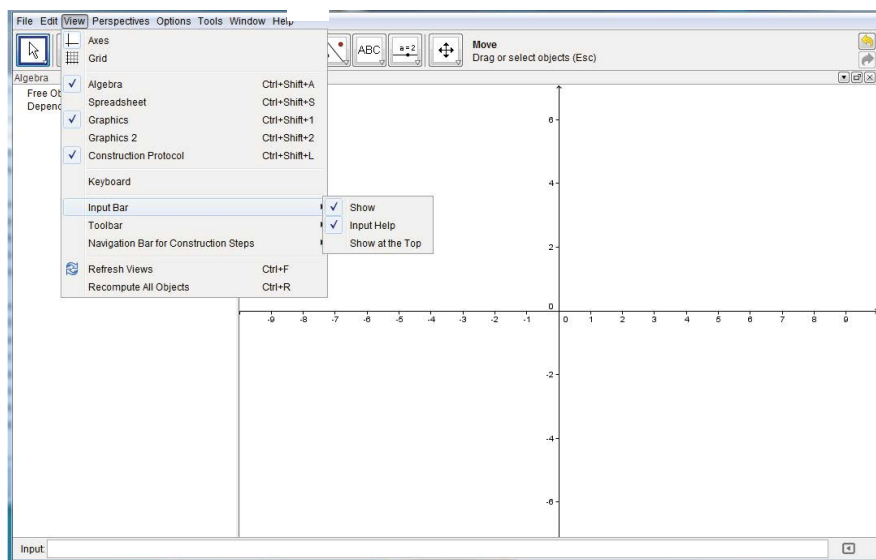 File Edit View Perspectives Options Tools Window Help
Axes
Grid
ABC
a=2
Move
Drag or select objects (Esc)
Algebra
Free Ob
Depend
Algebra Ctrl+Shift+A
Spreadsheet Ctrl+Shift+S
Graphics Ctrl+Shift+1
Graphics 2 Ctrl+Shift+2
Construction Protocol Ctrl+Shift+L
Keyboard
Input Bar
Toolbar
Navigation Bar for Construction Steps
Show
Input Help
Show at the Top
Refresh Views Ctrl+F
Recompute All Objects Ctrl+R
6
4
2
0
-9 -8 -7 -6 -5 -4 -3 -2 -1 0 1 2 3 4 5 6 7 8 9
-2
-4
-6
Input: